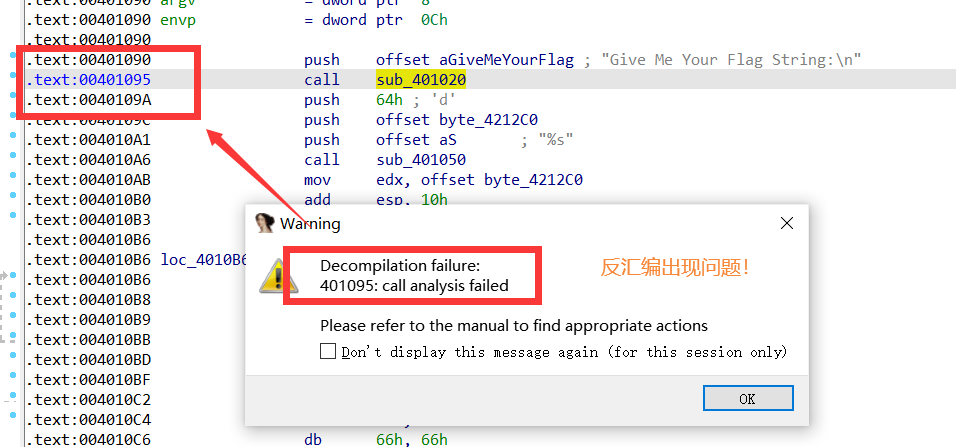 .text:00401090 argv = dword ptr 8
.text:00401090 envp = dword ptr 0Ch
.text:00401090
.text:00401090 push offset aGiveMeYourFlag ; "Give Me Your Flag String:\n"
.text:00401095 call sub_401020
.text:0040109A push 64h ; 'd'
.text:0040109C push offset byte_4212C0
.text:004010A1 push offset aS ; "%s"
.text:004010A6 call sub_401050
.text:004010AB mov edx, offset byte_4212C0
.text:004010B0 add esp, 10h
.text:004010B3
.text:004010B6
.text:004010B6 loc_4010B6
.text:004010B6
.text:004010B8
.text:004010B9
.text:004010BB
.text:004010BD
.text:004010BF
.text:004010C2
.text:004010C4
.text:004010C6 db 66h, 66h
Warning
Decompilation failure:
401095: call analysis failed
反汇编出现问题！
Please refer to the manual to find appropriate actions
Don't display this message again (for this session only)
OK